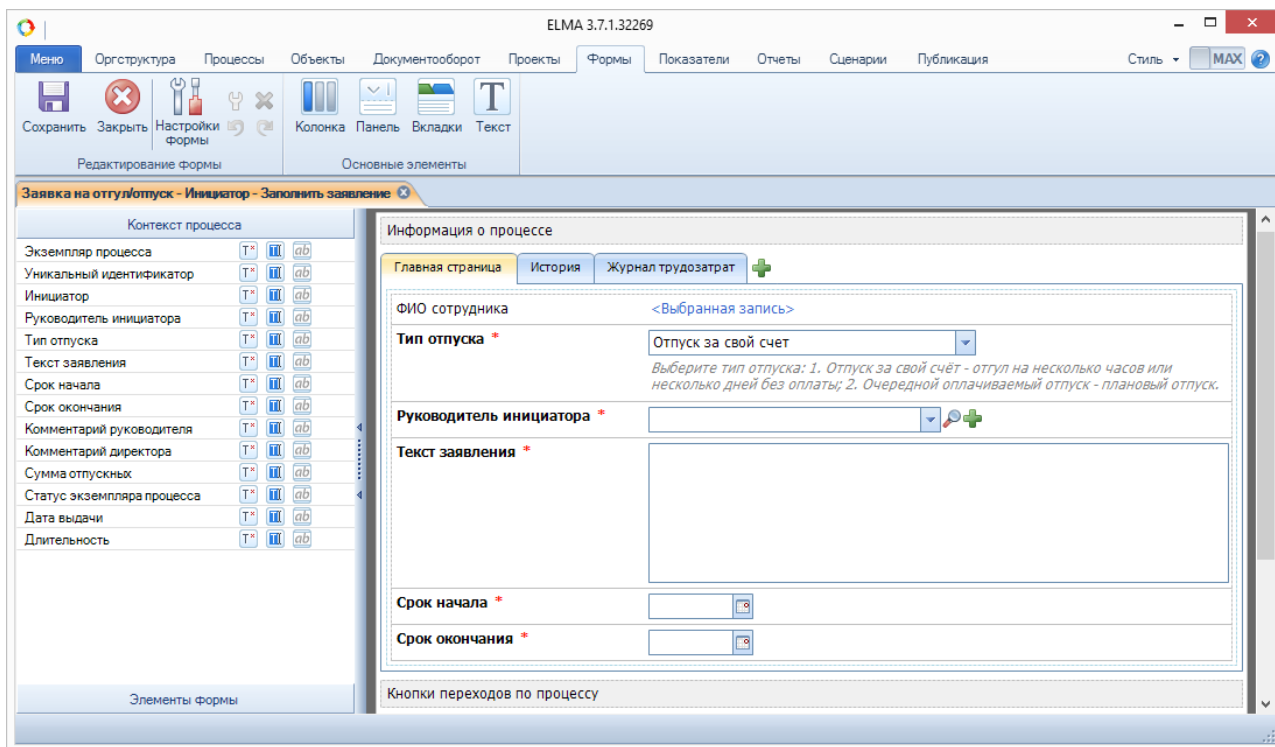 ELMA 3.7.1.32269
Меню Оргструктура Процессы Объекты Документооборот Проекты Формы Показатели Отчеты Сценарии Публикация Стиль MAX
Сохранить Закрыть Настройки формы Колонка Панель Вкладки Текст
Редактирование формы Основные элементы
Заявка на отгул/отпуск - Инициатор - Заполнить заявление
Контекст процесса
Экземпляр процесса
Уникальный идентификатор
Инициатор
Руководитель инициатора
Тип отпуска
Текст заявления
Срок начала
Срок окончания
Комментарий руководителя
Комментарий директора
Сумма отпускных
Статус экземпляра процесса
Дата выдачи
Длительность
Элементы формы
Информация о процессе
Главная страница История Журнал трудозатрат
ФИО сотрудника <Выбранная запись>
Тип отпуска * Отпуск за свой счет
Выберите тип отпуска: 1. Отпуск за свой счёт - отгул на несколько часов или
несколько дней без оплаты; 2. Очередной оплачиваемый отпуск - плановый отпуск.
Руководитель инициатора *
Текст заявления *
Срок начала *
Срок окончания *
Кнопки переходов по процессу